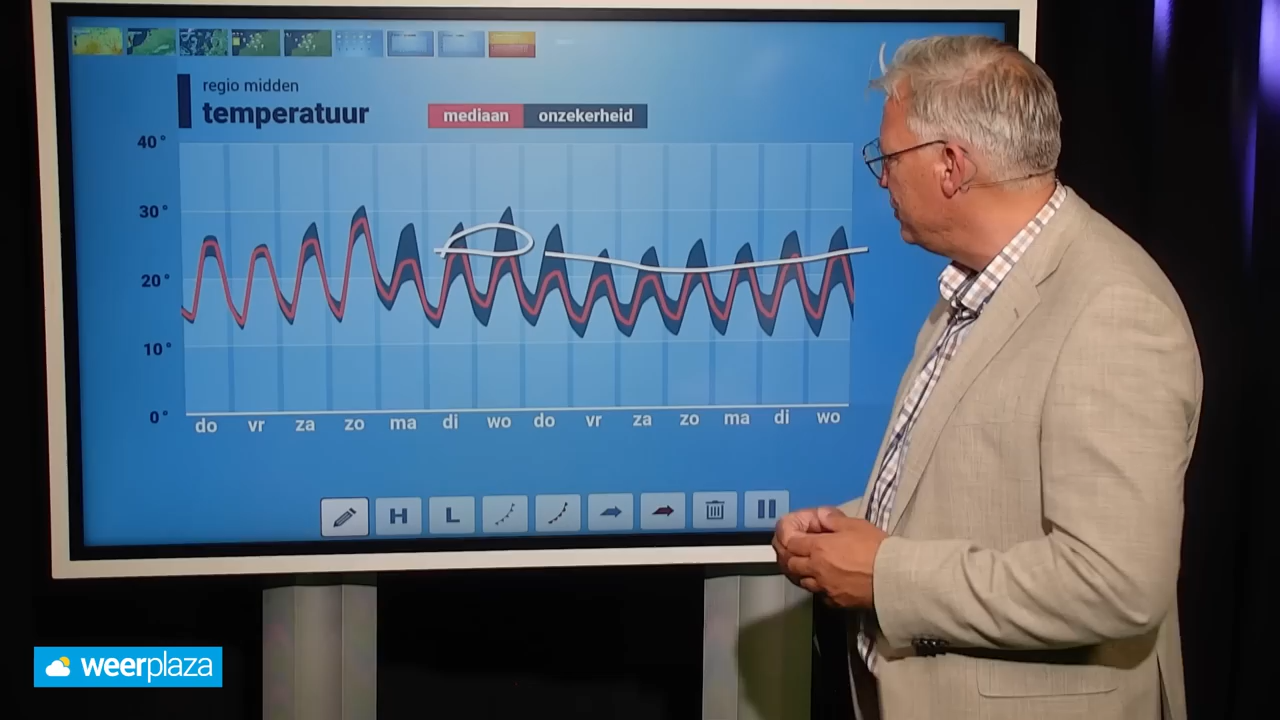 regio midden
temperatuur
mediaan onzekerheid
40°
30°
20°
10°
0°
do vr za zo ma di wo do vr za zo ma di wo
H L
weerplaza